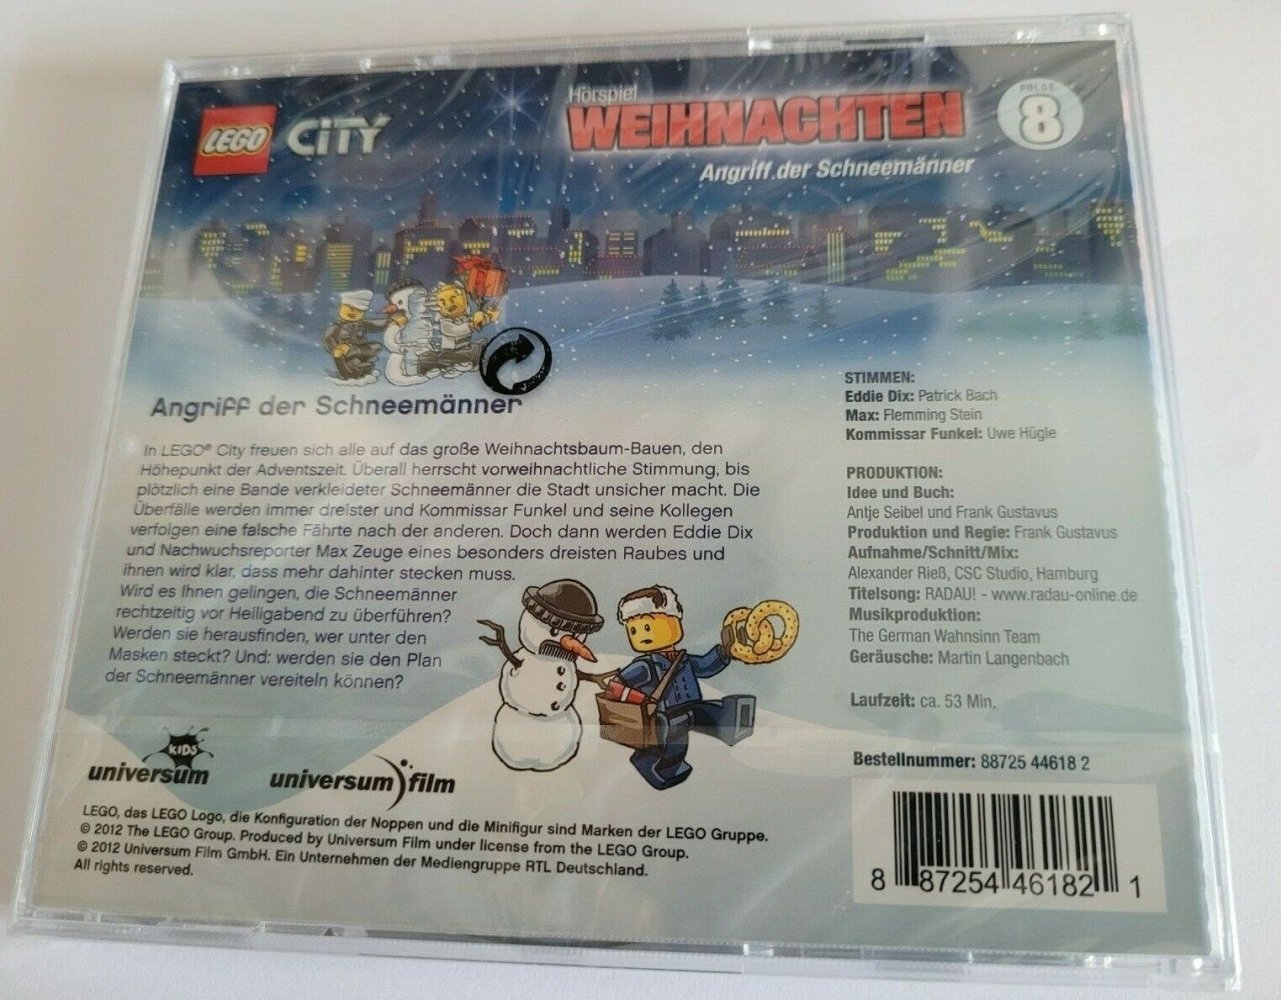 LEGO CITY
Hörspiel
WEIHNACHTEN
FOLGE
8
Angriff der Schneemänner
Angriff der Schneemänner
In LEGO® City freuen sich alle auf das große Weihnachtsbaum-Bauen, den
Höhepunkt der Adventszeit. Überall herrscht vorweihnachtliche Stimmung, bis
plötzlich eine Bande verkleideter Schneemänner die Stadt unsicher macht. Die
Überfälle werden immer dreister und Kommissar Funkel und seine Kollegen
verfolgen eine falsche Fährte nach der anderen. Doch dann werden Eddie Dix
und Nachwuchsreporter Max Zeuge eines besonders dreisten Raubes und
ihnen wird klar, dass mehr dahinter stecken muss.
Wird es Ihnen gelingen, die Schneemänner
rechtzeitig vor Heiligabend zu überführen?
Werden sie herausfinden, wer unter den
Masken steckt? Und: werden sie den Plan
der Schneemänner vereiteln können?
STIMMEN:
Eddie Dix: Patrick Bach
Max: Flemming Stein
Kommissar Funkel: Uwe Hügle
PRODUKTION:
Idee und Buch:
Antje Seibel und Frank Gustavus
Produktion und Regie: Frank Gustavus
Aufnahme/Schnitt/Mix:
Alexander Rieß, CSC Studio, Hamburg
Titelsong: RADAU! - www.radau-online.de
Musikproduktion:
The German Wahnsinn Team
Geräusche: Martin Langenbach
Laufzeit: ca. 53 Min.
Bestellnummer: 88725 44618 2
KIDS
universum
universum film
LEGO, das LEGO Logo, die Konfiguration der Noppen und die Minifigur sind Marken der LEGO Gruppe.
© 2012 The LEGO Group. Produced by Universum Film under license from the LEGO Group.
© 2012 Universum Film GmbH. Ein Unternehmen der Mediengruppe RTL Deutschland.
All rights reserved.
8 87254 46182 1